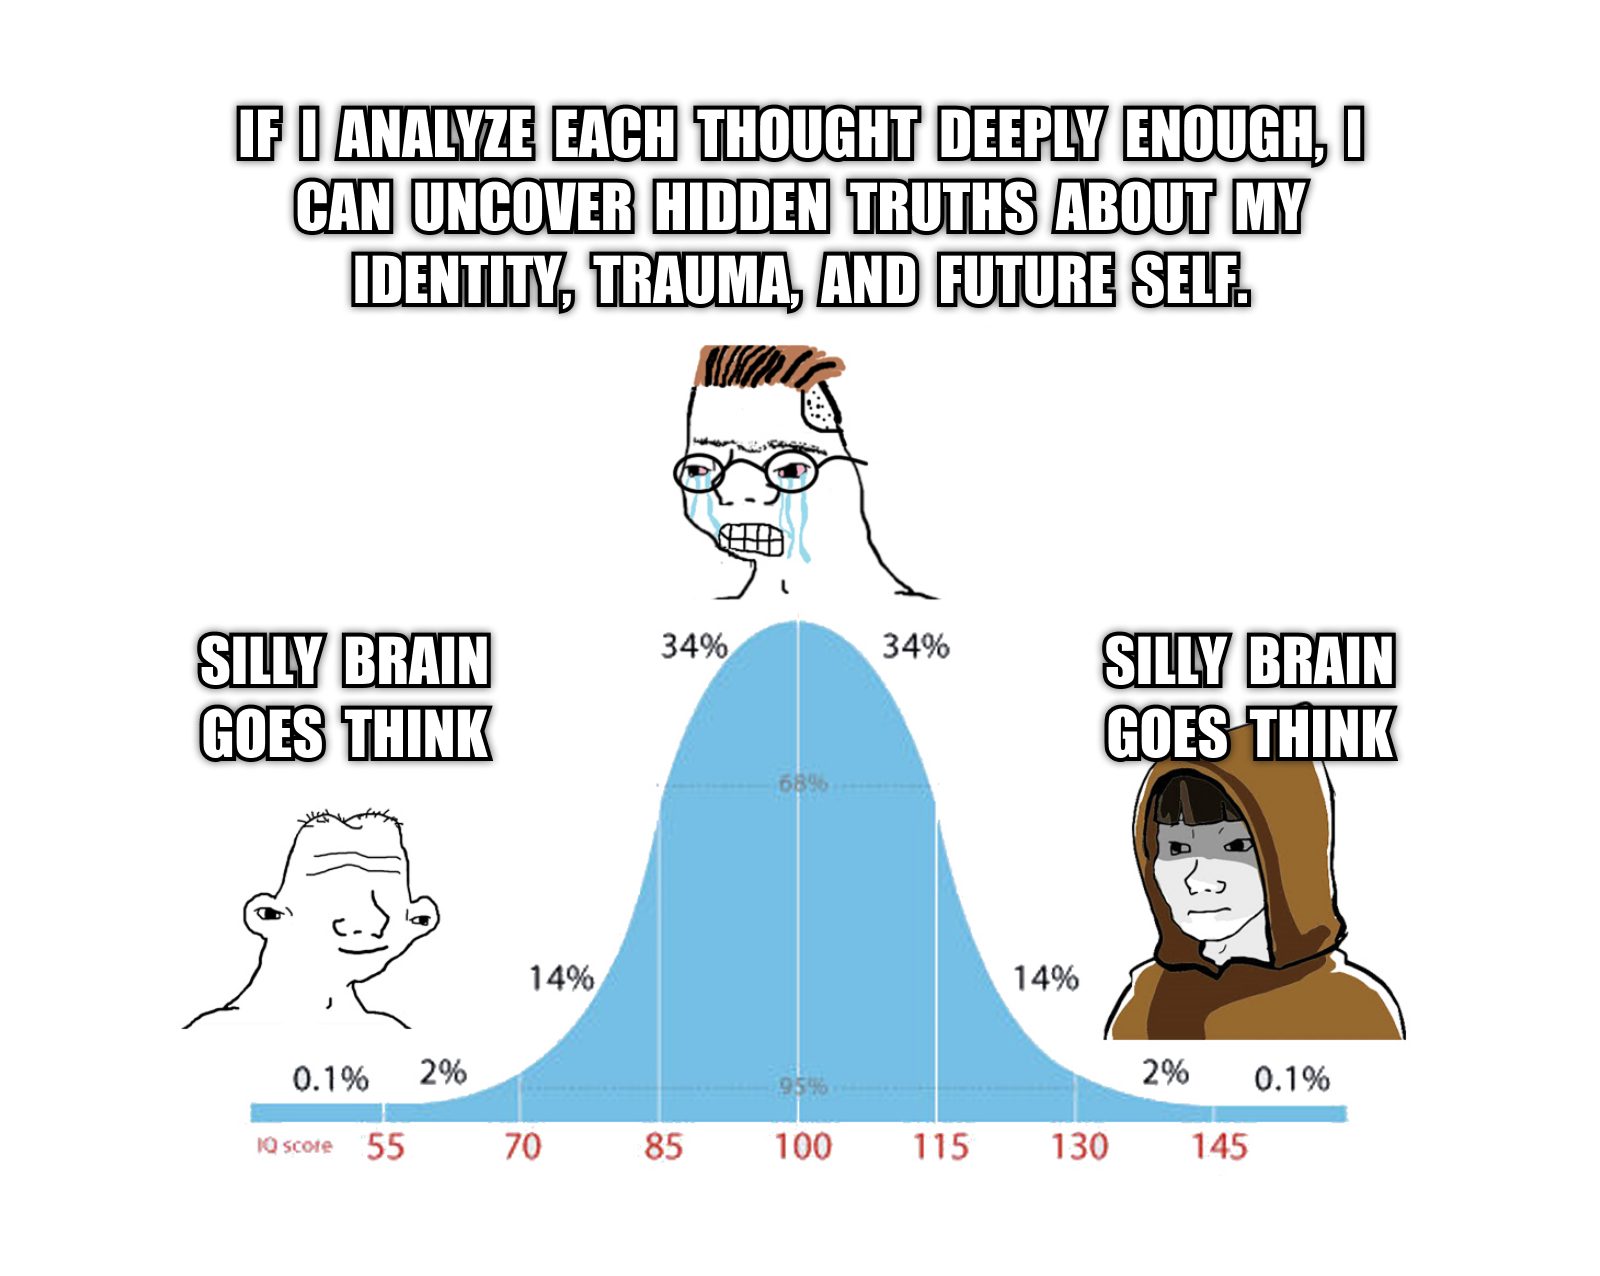 IF I ANALYZE EACH THOUGHT DEEPLY ENOUGH, I
CAN UNCOVER HIDDEN TRUTHS ABOUT MY
IDENTITY, TRAUMA, AND FUTURE SELF.
SILLY BRAIN
GOES THINK
34%
34%
SILLY BRAIN
GOES THINK
68%
14%
14%
0.1%
2%
95%
2%
0.1%
IQ score 55 70 85 100 115 130 145